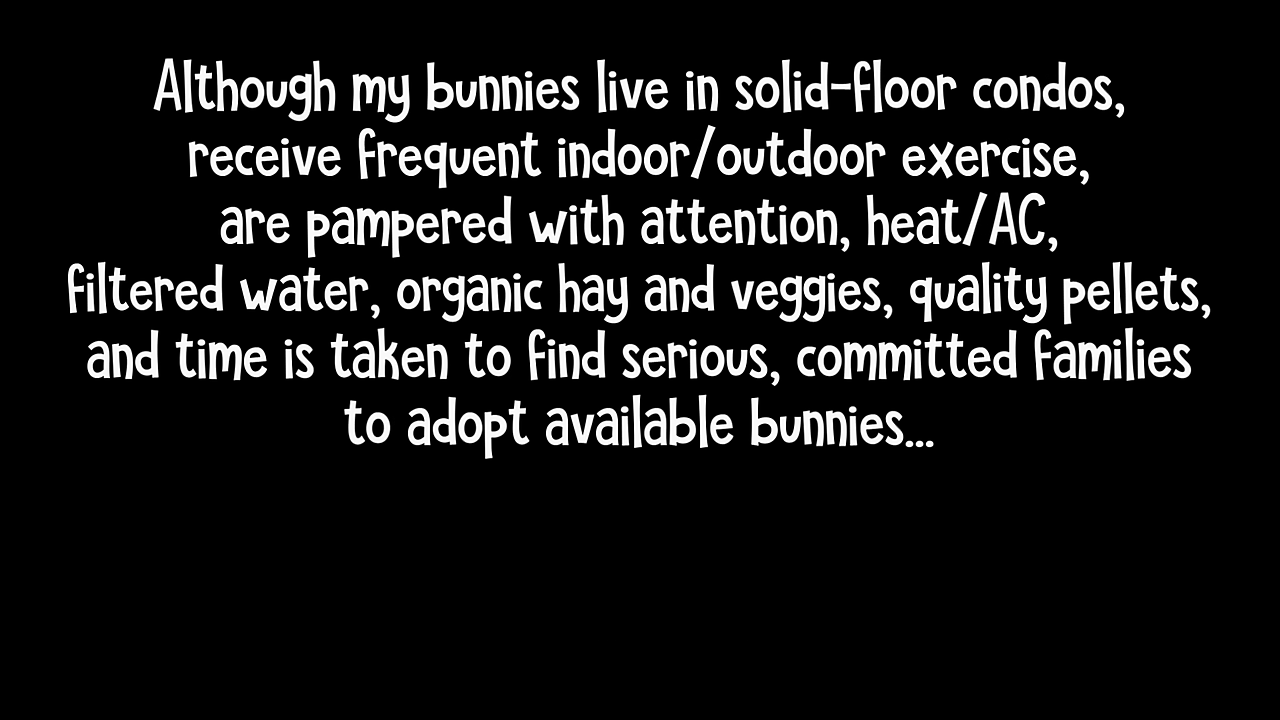 Although my bunnies live in solid-floor condos,
receive frequent indoor/outdoor exercise,
are pampered with attention, heat/AC,
filtered water, organic hay and veggies, quality pellets,
and time is taken to find serious, committed families
to adopt available bunnies...